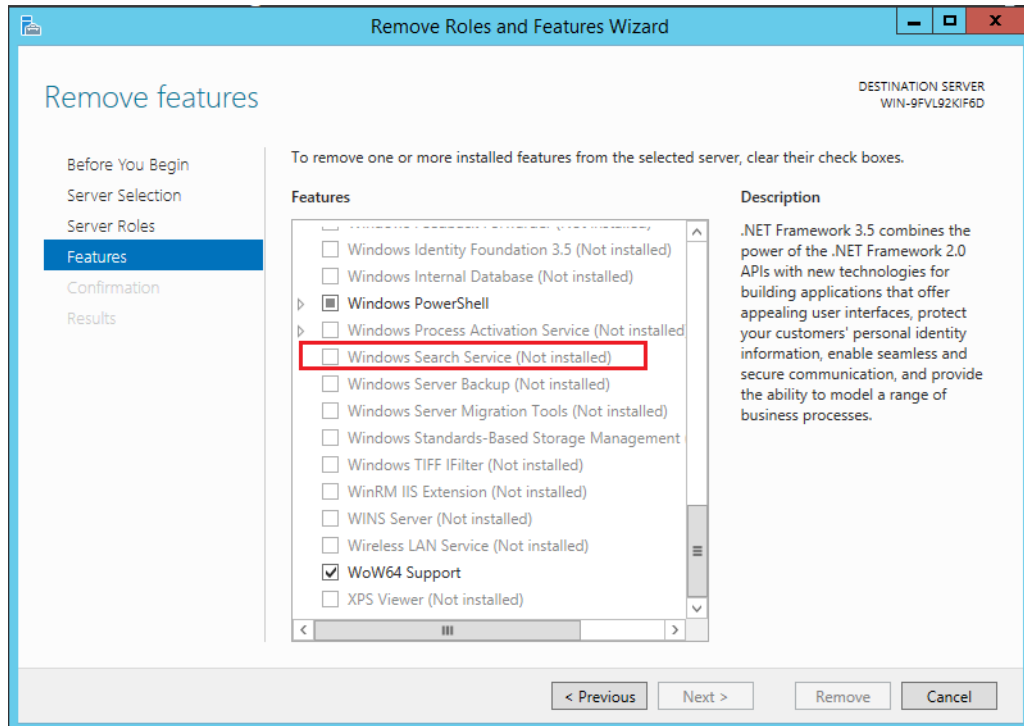 Remove Roles and Features Wizard
Remove features
DESTINATION SERVER
WIN-9FVL92KIF6D
Before You Begin
Server Selection
Server Roles
Features
Confirmation
Results
To remove one or more installed features from the selected server, clear their check boxes.
Features
Windows Identity Foundation 3.5 (Not installed)
Windows Internal Database (Not installed)
Windows PowerShell
Windows Process Activation Service (Not installed
Windows Search Service (Not installed)
Windows Server Backup (Not installed)
Windows Server Migration Tools (Not installed)
Windows Standards-Based Storage Management
Windows TIFF IFilter (Not installed)
WinRM IIS Extension (Not installed)
WINS Server (Not installed)
Wireless LAN Service (Not installed)
WoW64 Support
XPS Viewer (Not installed)
Description
.NET Framework 3.5 combines the
power of the .NET Framework 2.0
APIs with new technologies for
building applications that offer
appealing user interfaces, protect
your customers' personal identity
information, enable seamless and
secure communication, and provide
the ability to model a range of
business processes.
< Previous
Next >
Remove
Cancel